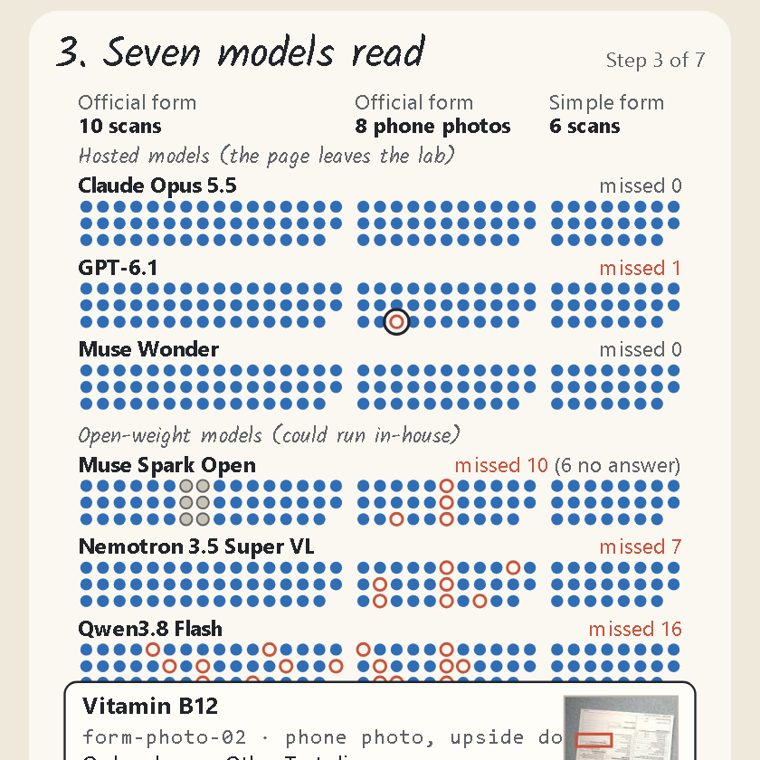 3. Seven models read
Step 3 of 7
Official form
10 scans
Official form
8 phone photos
Simple form
6 scans
Hosted models (the page leaves the lab)
Claude Opus 5.5
missed 0
GPT-6.1
missed 1
Muse Wonder
missed 0
Open-weight models (could run in-house)
Muse Spark Open
missed 10 (6 no answer)
Nemotron 3.5 Super VL
missed 7
Qwen3.8 Flash
missed 16
Vitamin B12
form-photo-02 · phone photo, upside do